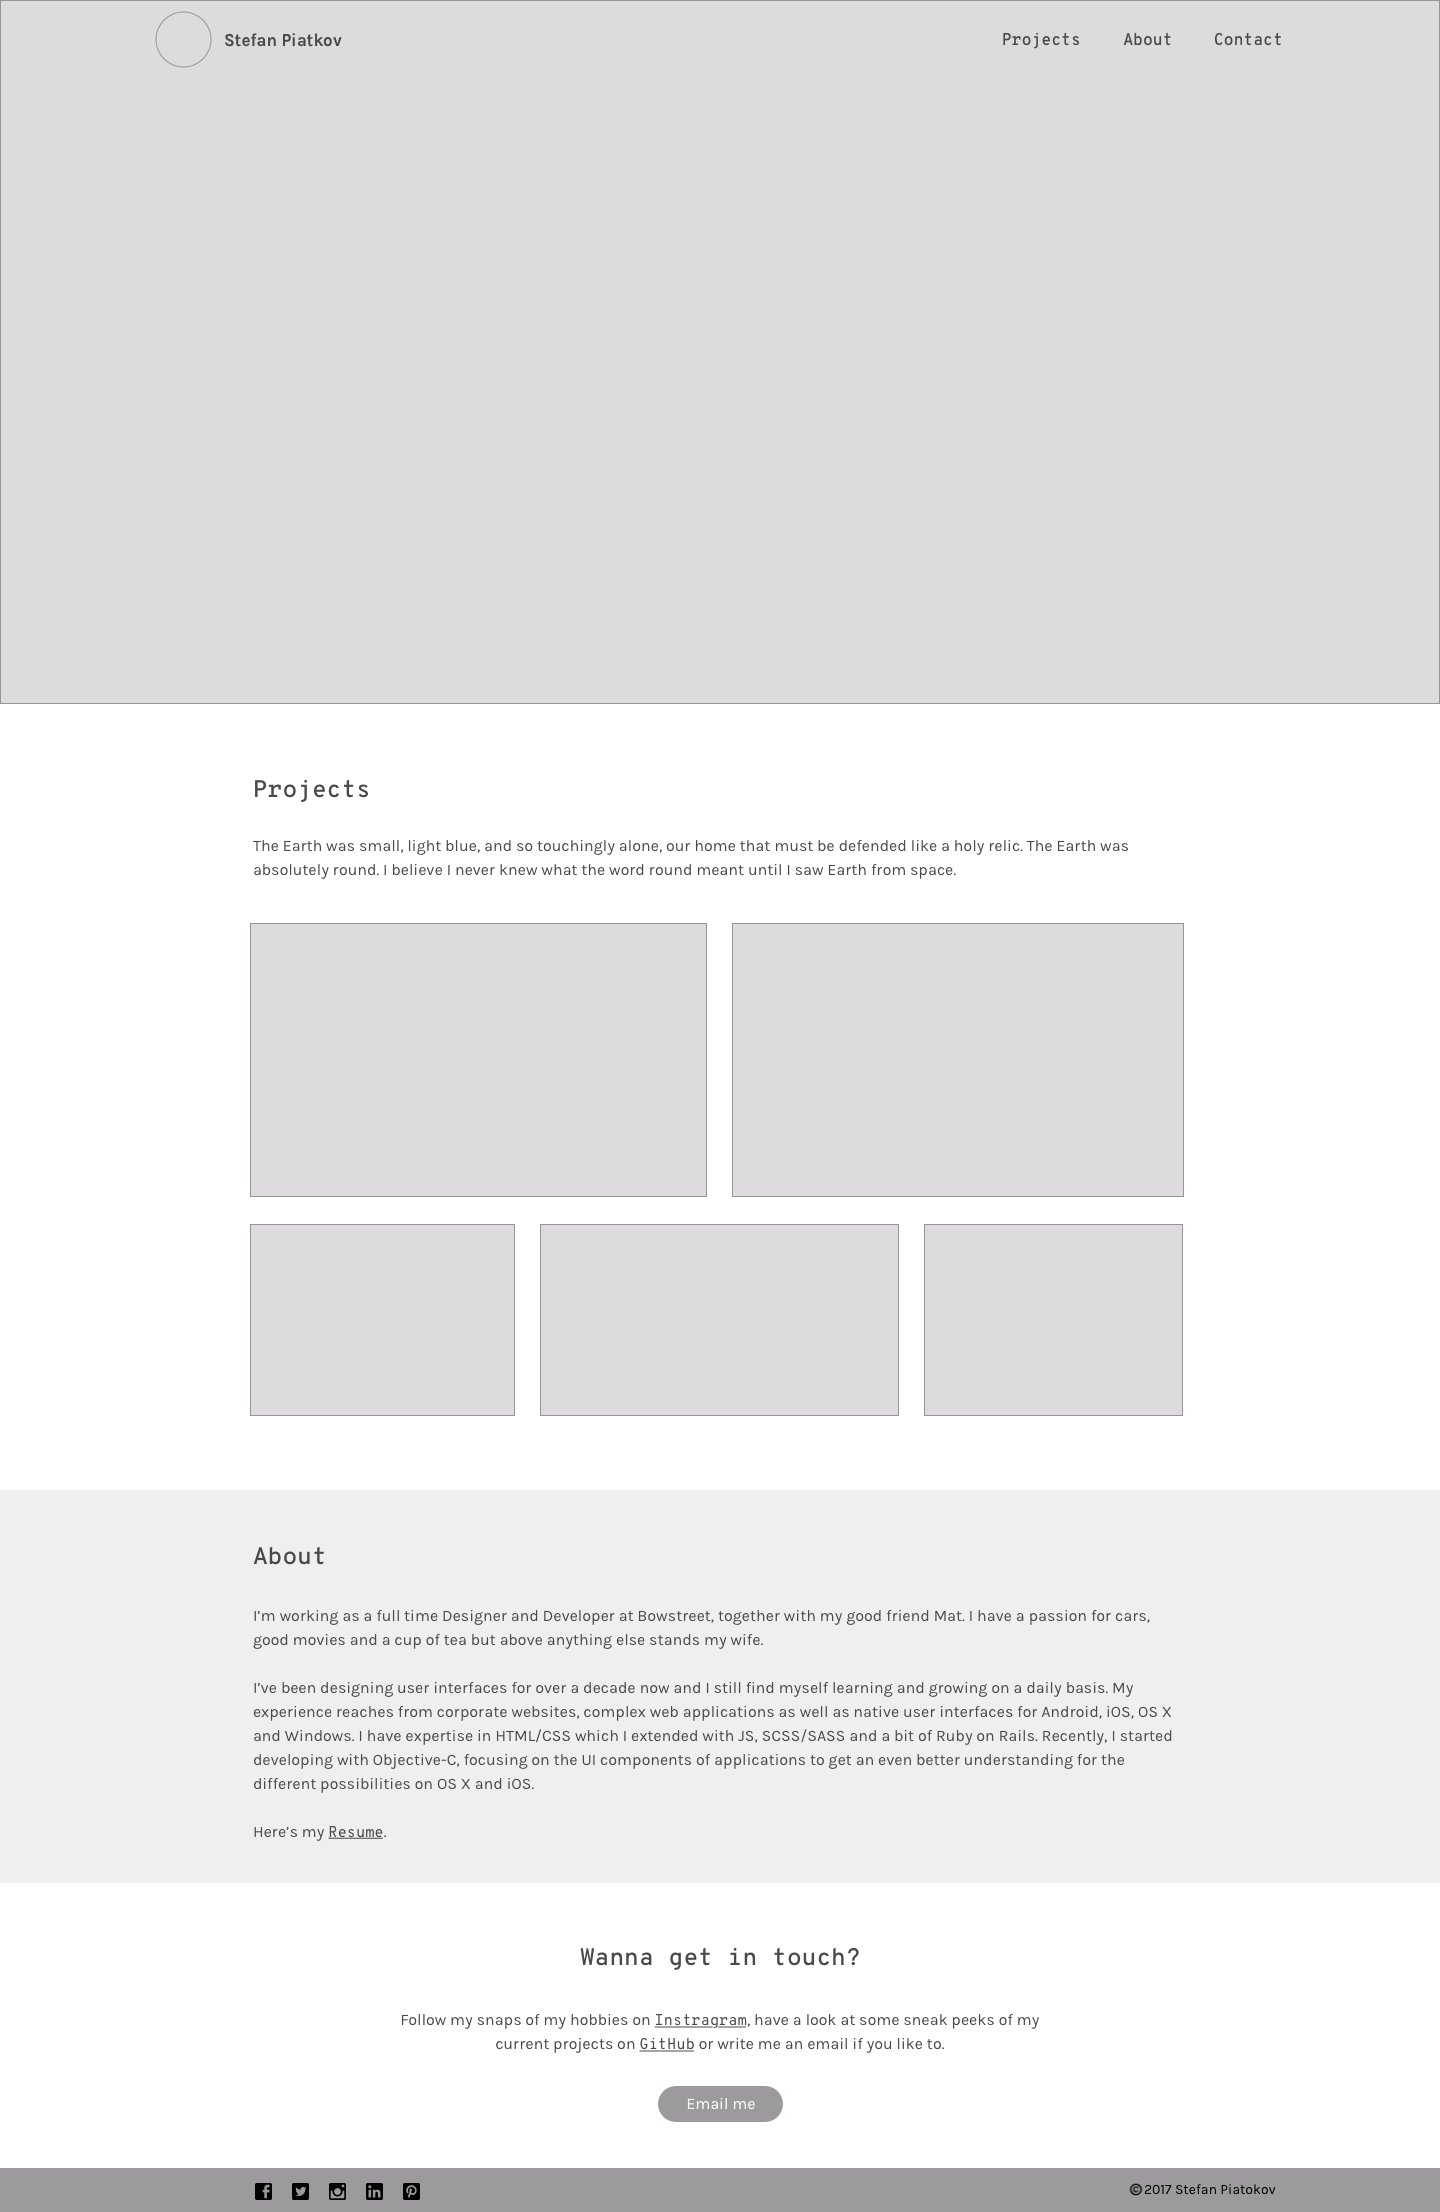 Stefan Piatkov
Projects About Contact
Projects
The Earth was small, light blue, and so touchingly alone, our home that must be defended like a holy relic. The Earth was
absolutely round. I believe I never knew what the word round meant until I saw Earth from space.
About
I’m working as a full time Designer and Developer at Bowstreet, together with my good friend Mat. I have a passion for cars,
good movies and a cup of tea but above anything else stands my wife.
I’ve been designing user interfaces for over a decade now and I still find myself learning and growing on a daily basis. My
experience reaches from corporate websites, complex web applications as well as native user interfaces for Android, iOS, OS X
and Windows. I have expertise in HTML/CSS which I extended with JS, SCSS/SASS and a bit of Ruby on Rails. Recently, I started
developing with Objective-C, focusing on the UI components of applications to get an even better understanding for the
different possibilities on OS X and iOS.
Here’s my Resume.
Wanna get in touch?
Follow my snaps of my hobbies on Instragram, have a look at some sneak peeks of my
current projects on GitHub or write me an email if you like to.
Email me
©2017 Stefan Piatokov